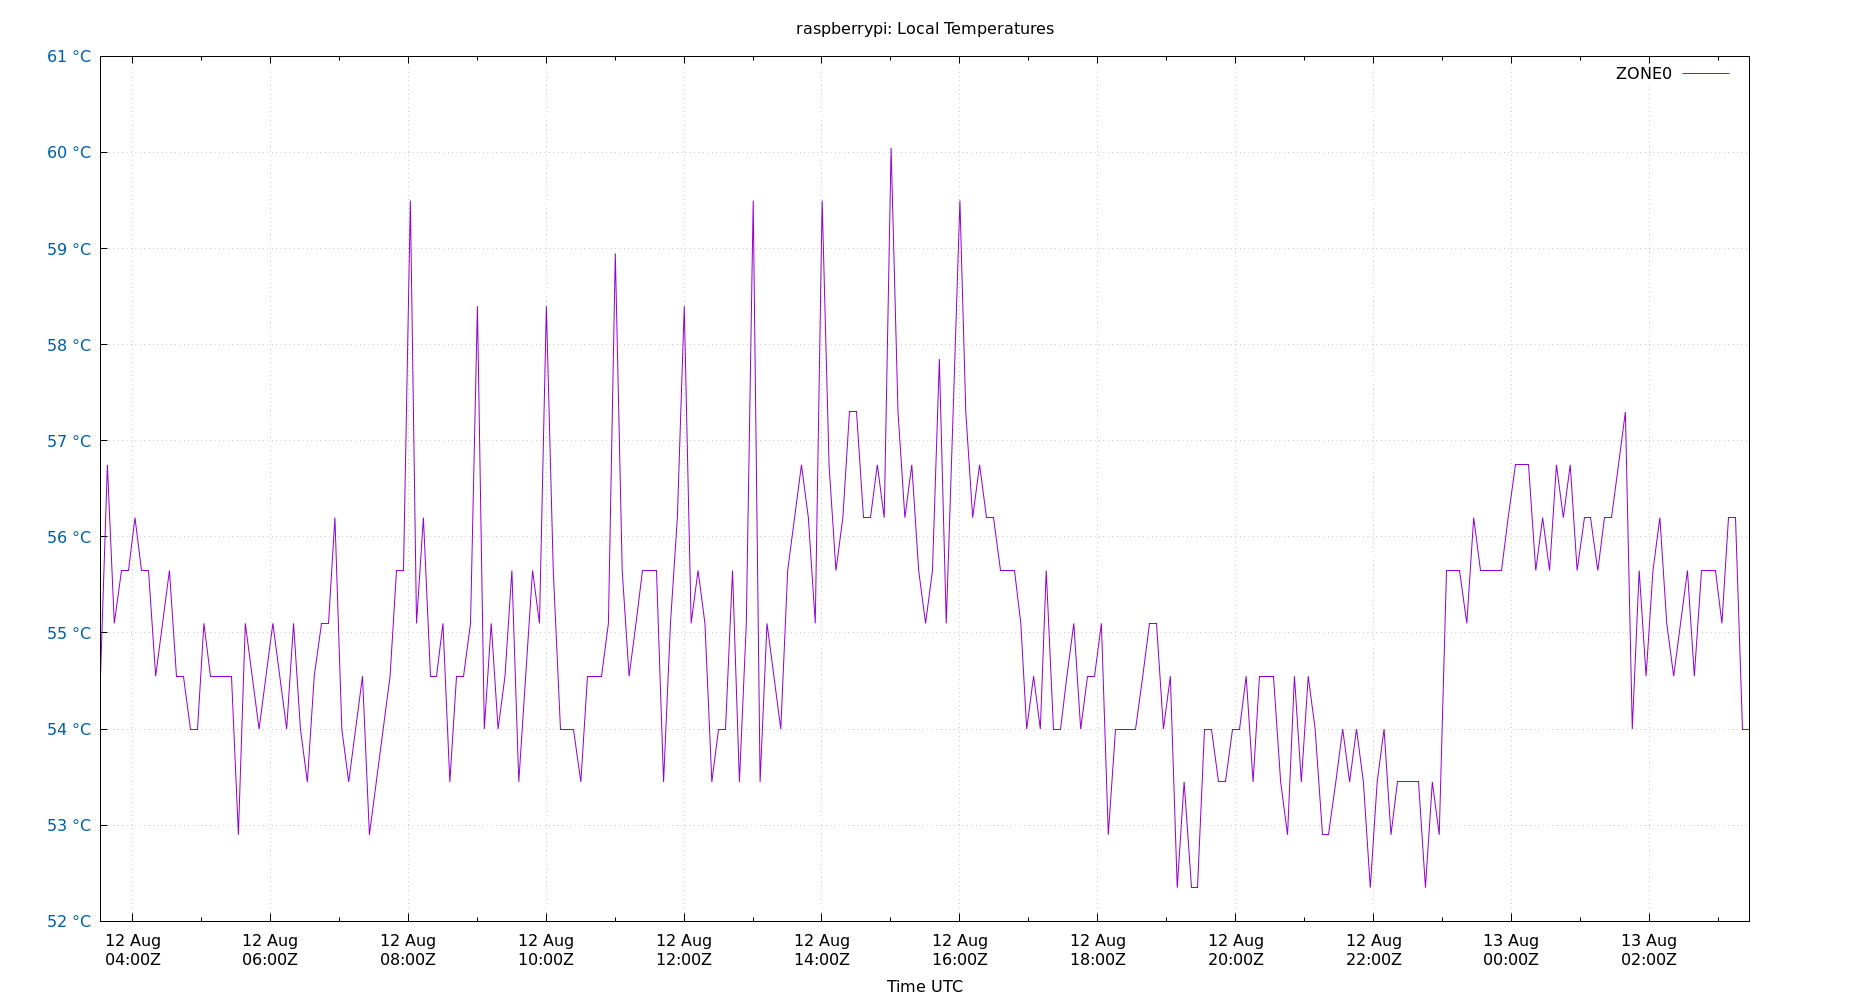 raspberrypi: Local Temperatures
61 °C
ZONE0
60 °C
59 °C
58 °C
57 °C
56 °C
55 °C
54 °C
53 °C
52 °C
12 Aug 12 Aug 12 Aug 12 Aug 12 Aug 12 Aug 12 Aug 12 Aug 12 Aug 12 Aug 13 Aug 13 Aug
04:00Z 06:00Z 08:00Z 10:00Z 12:00Z 14:00Z 16:00Z 18:00Z 20:00Z 22:00Z 00:00Z 02:00Z
Time UTC